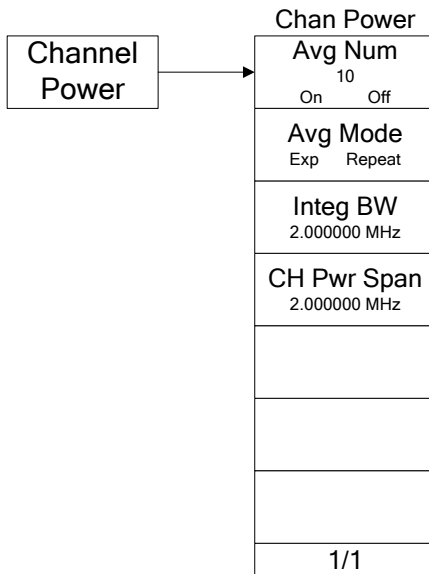 Channel
Power
Chan Power
Avg Num
10
On Off
Avg Mode
Exp Repeat
Integ BW
2.000000 MHz
CH Pwr Span
2.000000 MHz
1/1